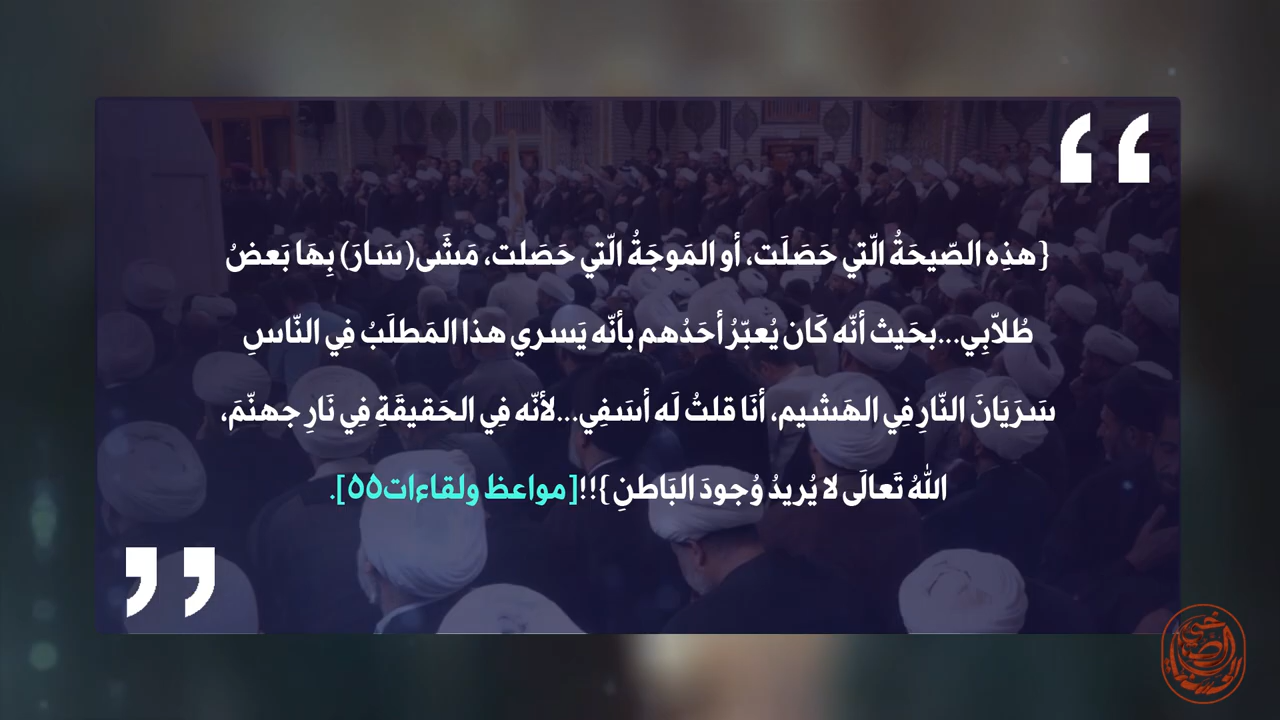 {هذِه الصّيحَةُ الّتي حَصَلَت، أو المَوجَةُ الّتي حَصَلت، مَشَّى(سَارَ) بِهَا بَعضُ
طُلاّبِي...بحَيث أنّه كَان يُعبّرُ أحَدُهم بأنّه يَسري هذا المَطلَبُ فِي النّاسِ
سَرَيَانَ النّارِ فِي الهَشيم، أنَا قلتُ لَه أسَفِي...لأنّه فِي الحَقيقَةِ فِي نَارِ جهنّمَ،
اللهُ تَعالَى لا يُريدُ وُجودَ البَاطنِ}!![مواعظ ولقاءات٥٥].